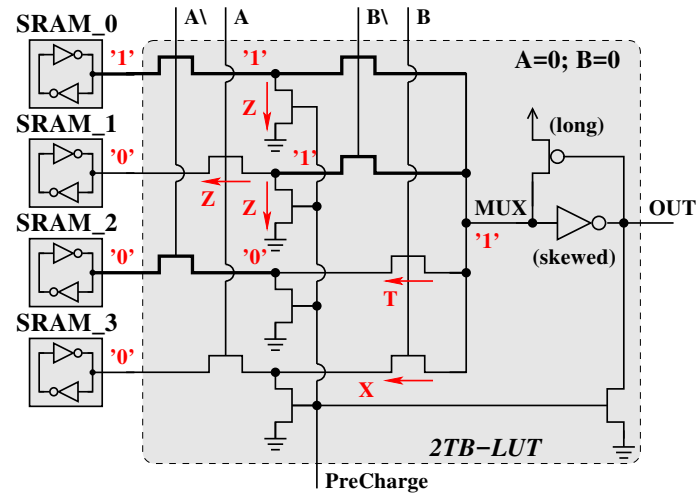 SRAM_0
A\ A B\ B
'1' '1' A=0; B=0
Z
SRAM_1
(long)
'0' '1'
Z Z
SRAM_2
MUX OUT
'0' '0' '1'
(skewed)
T
SRAM_3
'0'
X
2TB−LUT
PreCharge